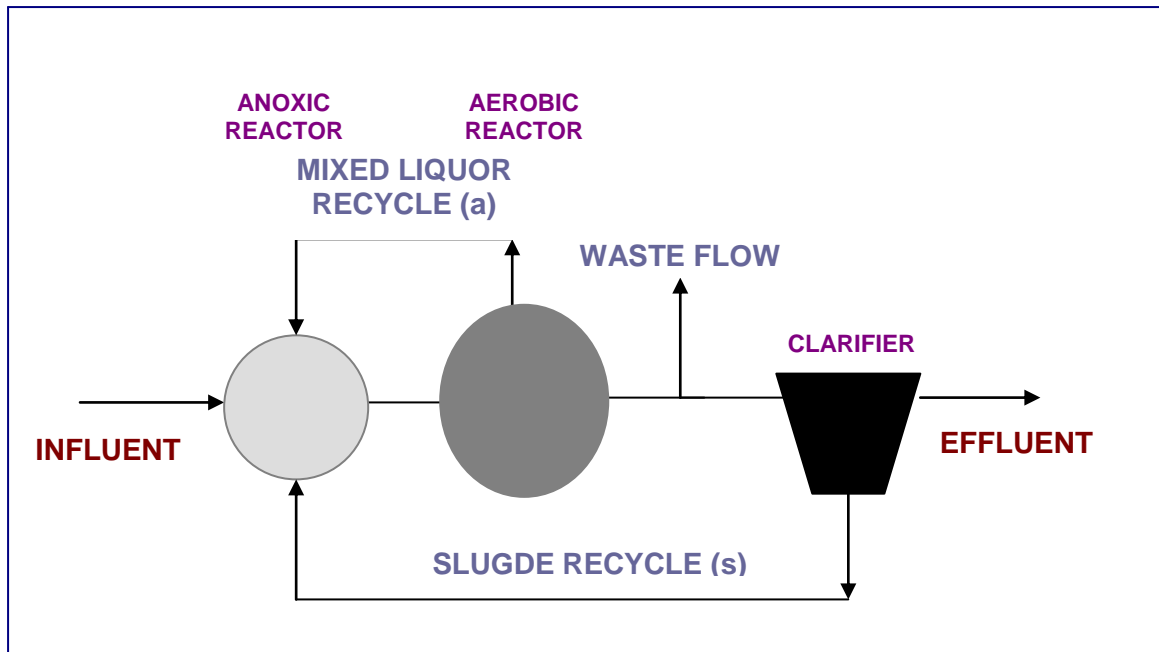 ANOXIC
REACTOR
AEROBIC
REACTOR
MIXED LIQUOR
RECYCLE (a)
WASTE FLOW
CLARIFIER
INFLUENT
EFFLUENT
SLUGDE RECYCLE (s)